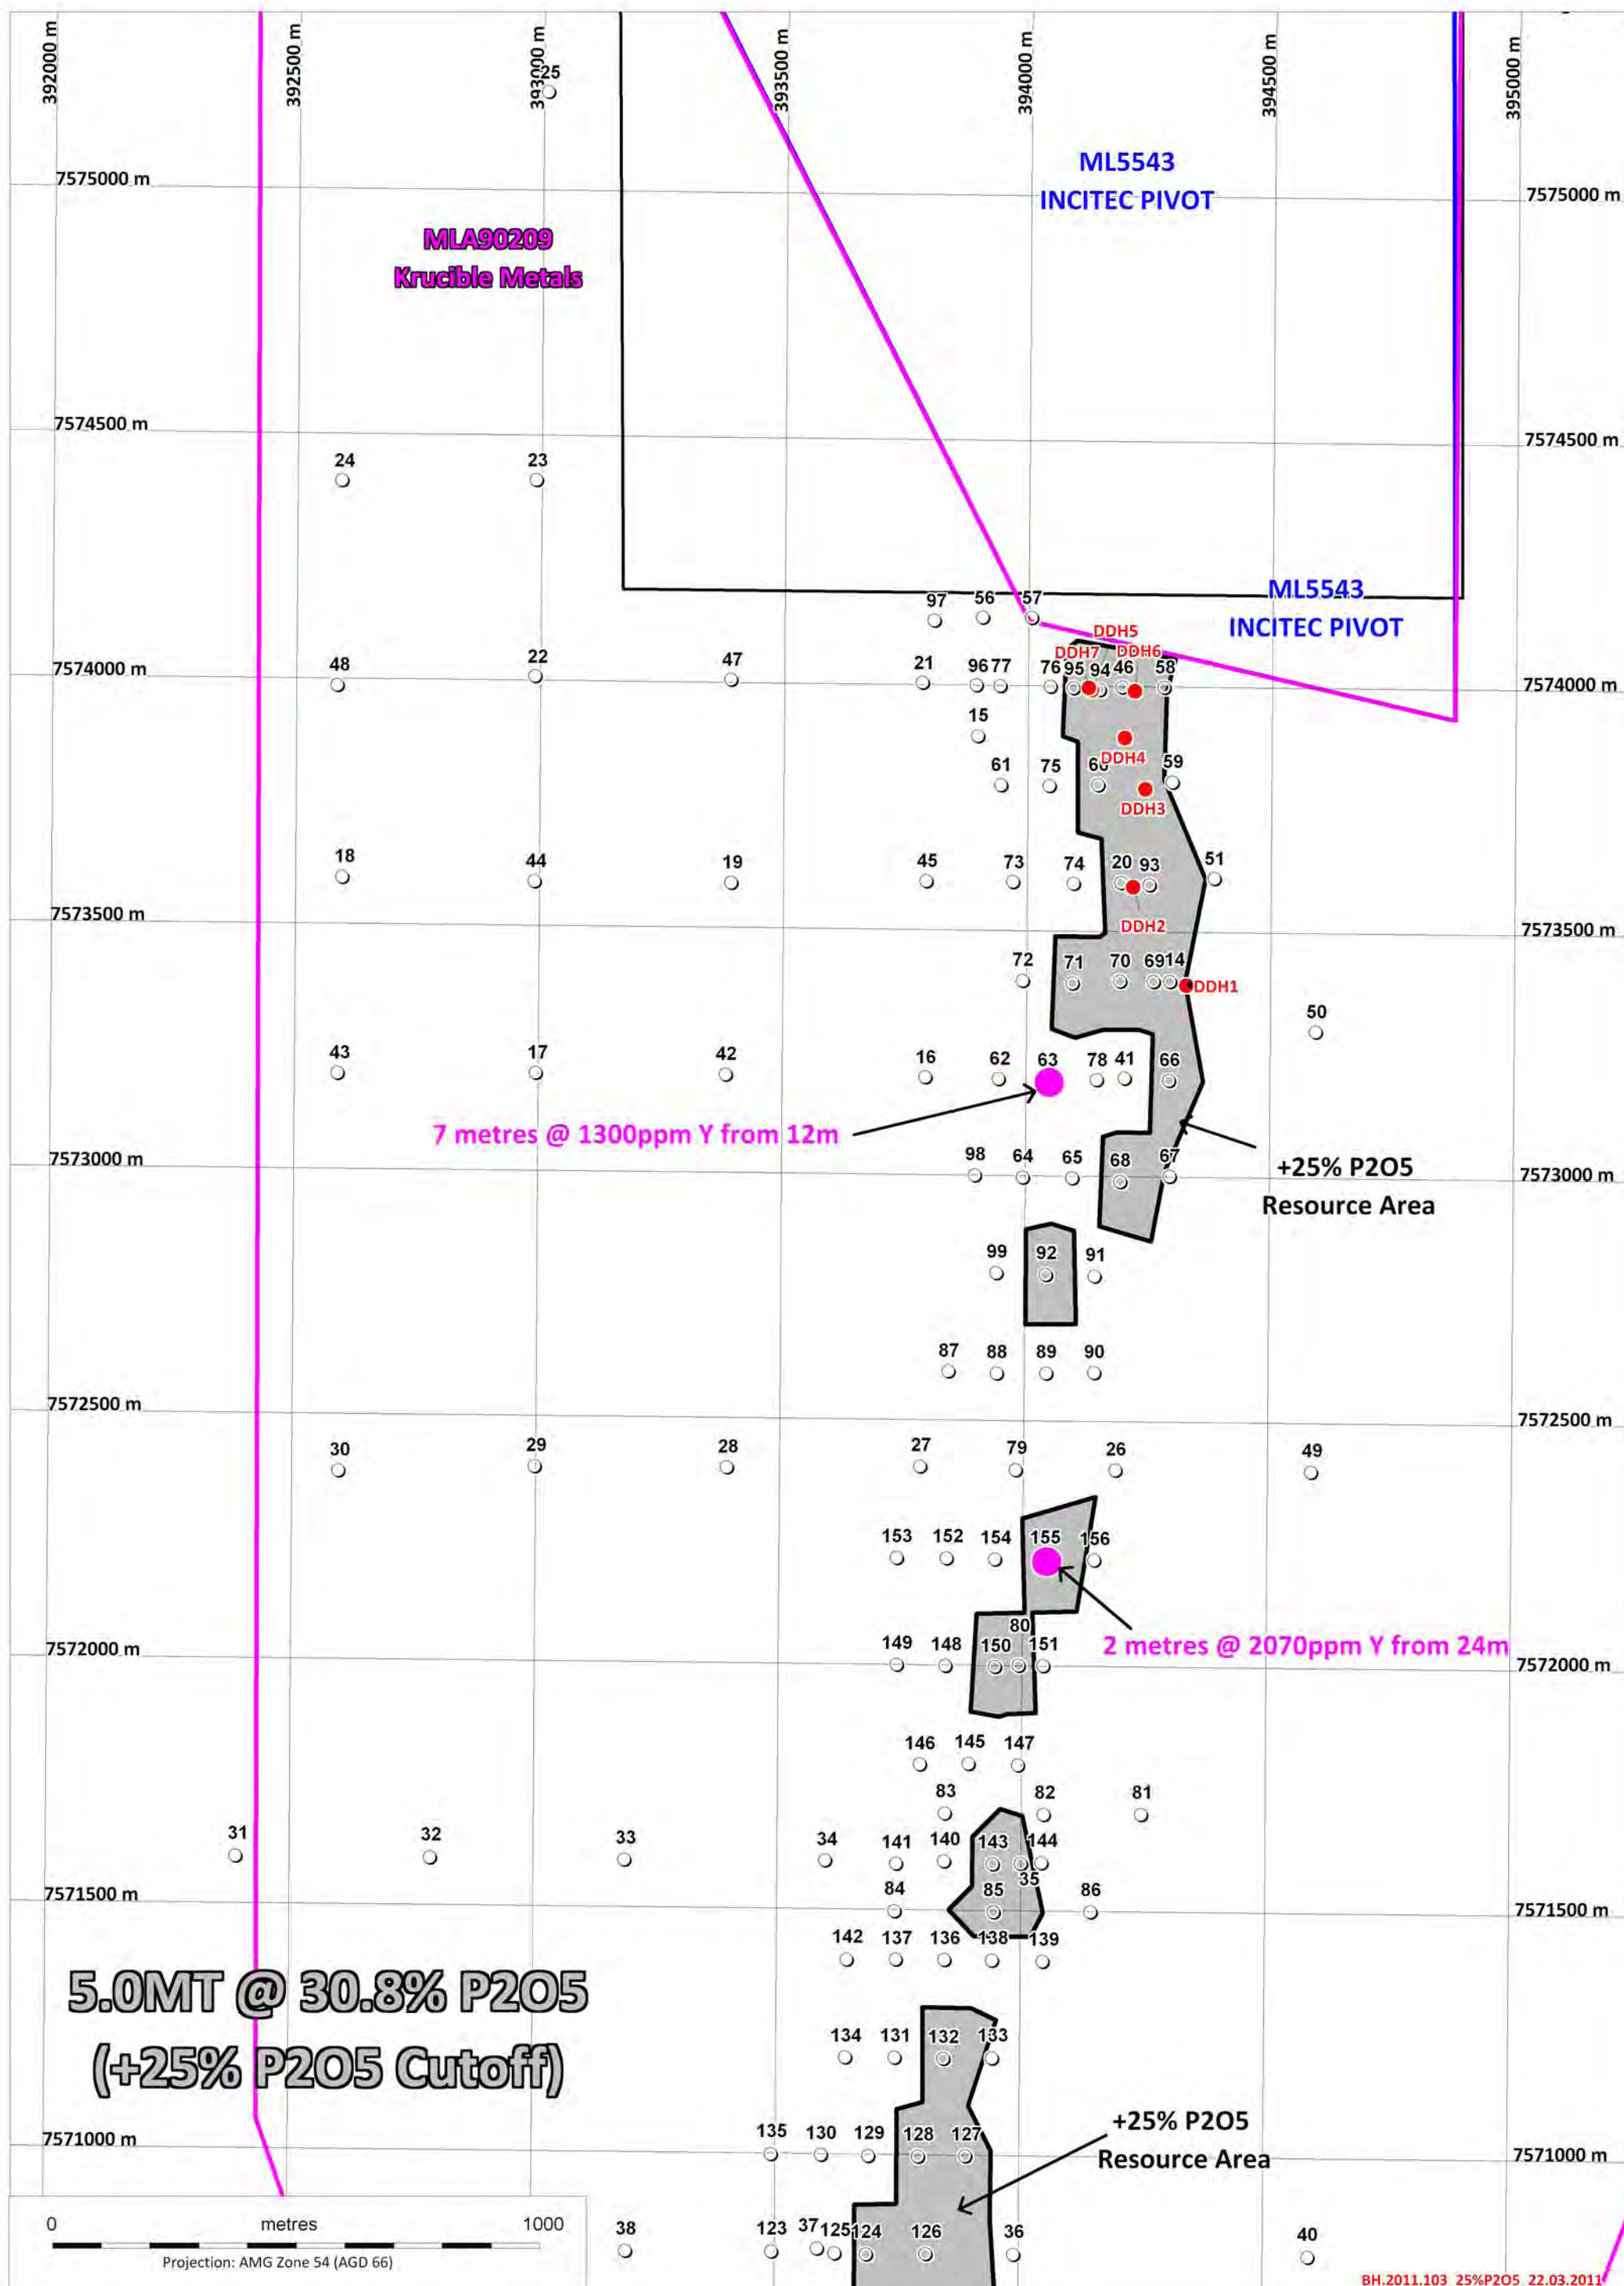 392000 m
392500 m
393000 m
393500 m
394000 m
394500 m
395000 m
25
ML5543
INCITEC PIVOT
7575000 m
7575000 m
MLA90209
Krucible Metals
7574500 m
7574500 m
24
23
ML5543
INCITEC PIVOT
97
56
57
DDH5
DDH7
DDH6
7574000 m
48
22
47
21
96
77
76
95
94
46
58
7574000 m
15
DDH4
61
75
60
59
DDH3
18
44
19
45
73
74
20
93
51
7573500 m
DDH2
7573500 m
72
71
70
69
14
DDH1
50
43
17
42
16
62
63
78
41
66
7 metres @ 1300ppm Y from 12m
7573000 m
98
64
65
68
67
+25% P2O5
Resource Area
7573000 m
99
92
91
87
88
89
90
7572500 m
7572500 m
30
29
28
27
79
26
49
153
152
154
155
156
80
7572000 m
149
148
150
151
2 metres @ 2070ppm Y from 24m
7572000 m
146
145
147
83
82
81
31
32
33
34
141
140
143
144
35
7571500 m
84
85
86
7571500 m
142
137
136
138
139
5.0MT @ 30.8% P2O5
(+25% P2O5 Cutoff)
134
131
132
133
7571000 m
135
130
129
128
127
+25% P2O5
Resource Area
7571000 m
0
metres
1000
Projection: AMG Zone 54 (AGD 66)
38
123
37
125
124
126
36
40
BH.2011.103 25%P2O5 22.03.2011